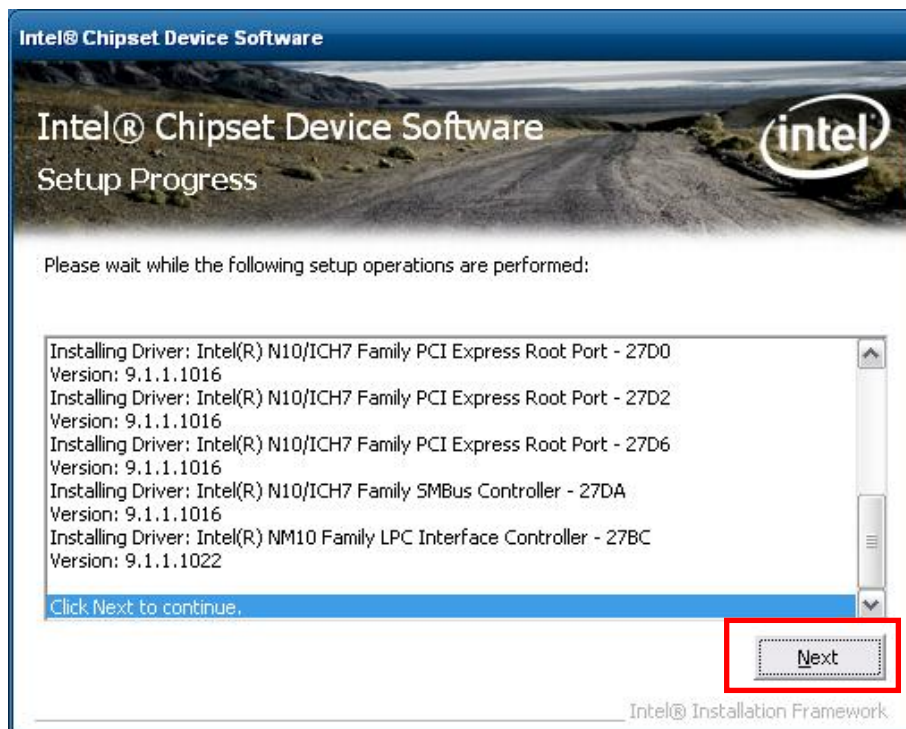 Intel® Chipset Device Software
Intel® Chipset Device Software
intel
Setup Progress
Please wait while the following setup operations are performed:
Installing Driver: Intel(R) N10/ICH7 Family PCI Express Root Port - 27D0
Version: 9.1.1.1016
Installing Driver: Intel(R) N10/ICH7 Family PCI Express Root Port - 27D2
Version: 9.1.1.1016
Installing Driver: Intel(R) N10/ICH7 Family PCI Express Root Port - 27D6
Version: 9.1.1.1016
Installing Driver: Intel(R) N10/ICH7 Family SMBus Controller - 27DA
Version: 9.1.1.1016
Installing Driver: Intel(R) NM10 Family LPC Interface Controller - 27BC
Version: 9.1.1.1022
Click Next to continue.
Next
Intel® Installation Framework